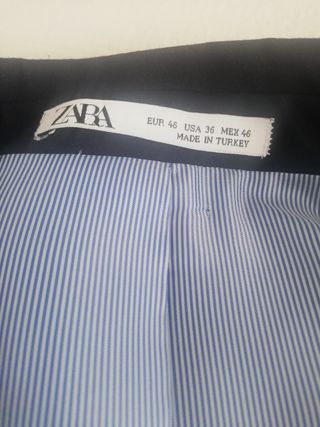 ZARA
EUR 46 USA 36 MEX 46
MADE IN TURKEY